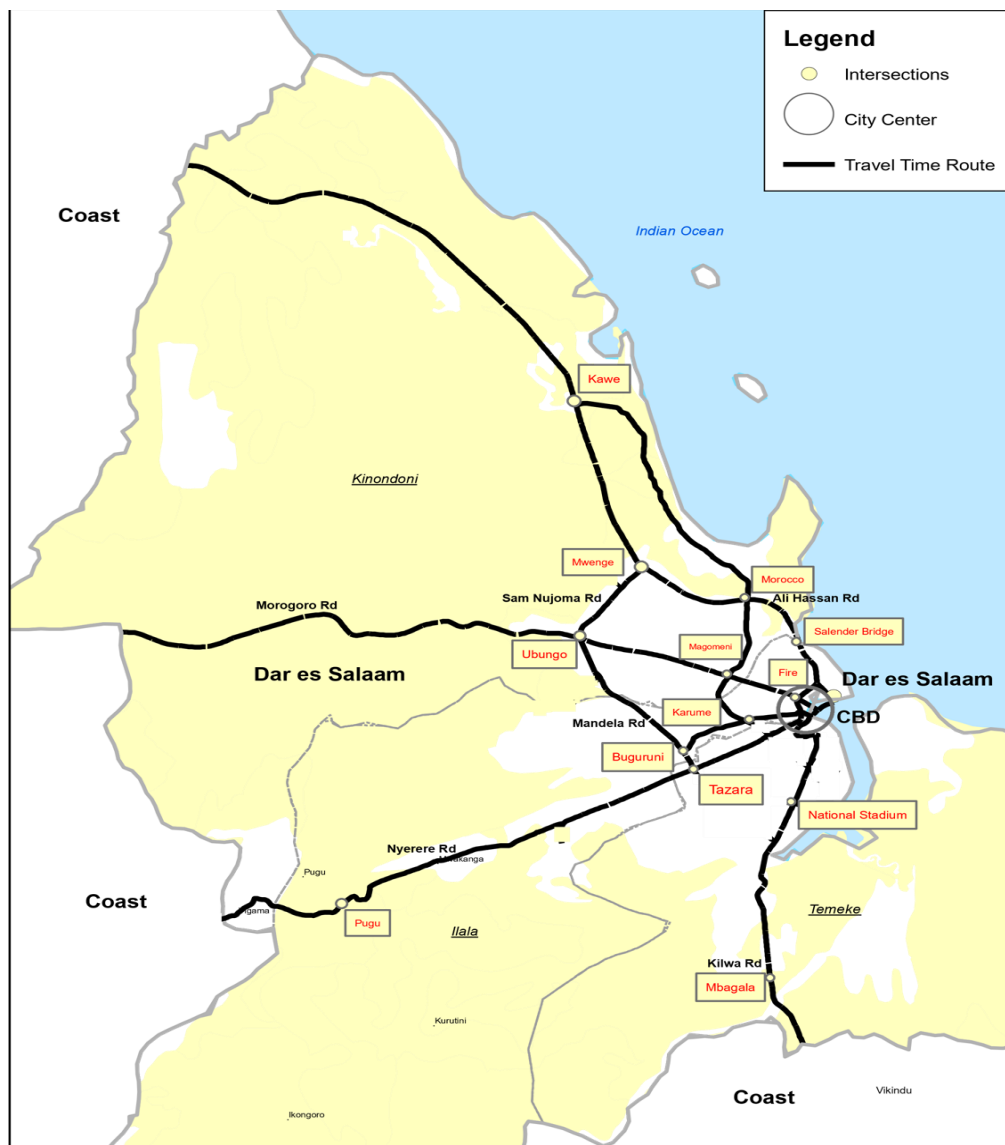 Legend
Intersections
City Center
Travel Time Route
Coast
Indian Ocean
Kawe
Kinondoni
Mwenge
Morocco
Sam Nujoma Rd
Ali Hassan Rd
Morogoro Rd
Salender Bridge
Ubungo
Magomeni
Dar es Salaam
Fire
Dar es Salaam
Karume
CBD
Mandela Rd
Buguruni
Tazara
National Stadium
Nyerere Rd
Pugu
Coast
Pugu
Temeke
Ilala
Kilwa Rd
Mbagala
Kurutini
Coast
Vikindu
Ikongoro